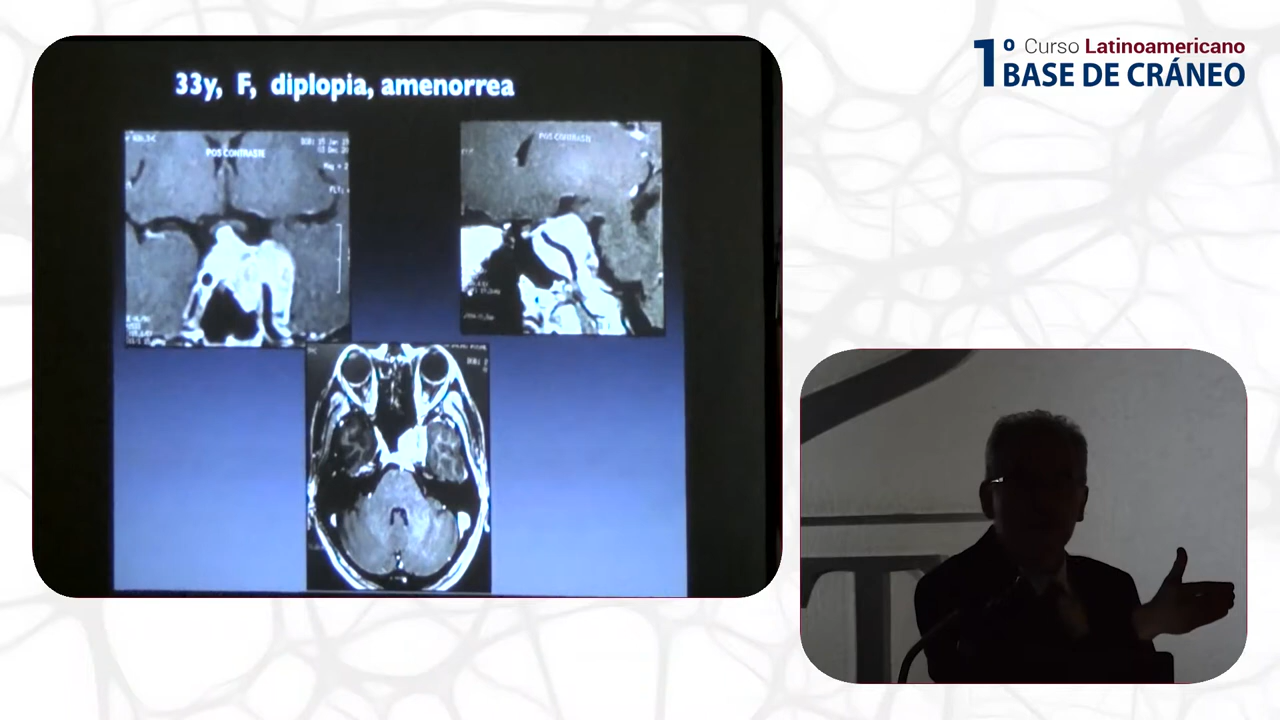 33y, F, diplopia, amenorrea
POS CONTRASTE
POS CONTRASTE
1º Curso Latinoamericano
BASE DE CRÁNEO